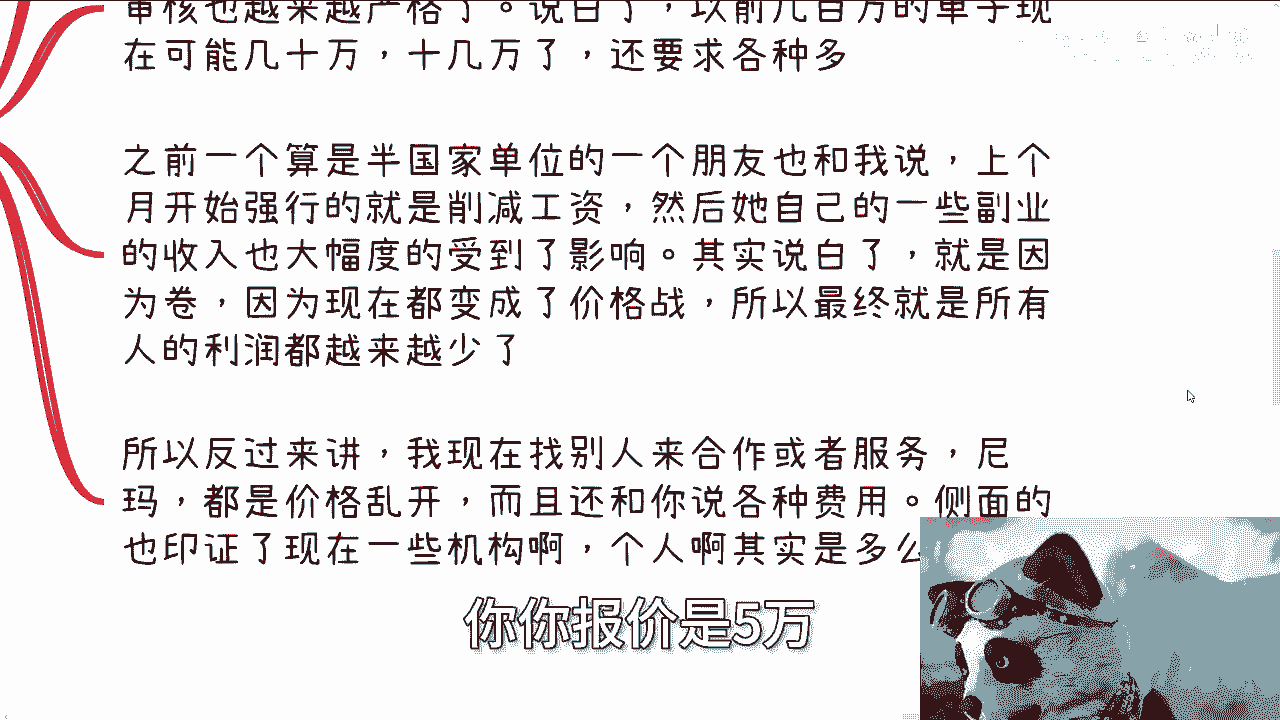 审核也越来越严格了。说白了，以前几百万的单子现
在可能几十万，十几万了，还要求各种多
之前一个算是半国家单位的一个朋友也和我说，上个
月开始强行的就是削减工资，然后她自己的一些副业
的收入也大幅度的受到了影响。其实说白了，就是因
为卷，因为现在都变成了价格战，所以最终就是所有
人的利润都越来越少了
所以反过来讲，我现在找别人来合作或者服务，尼
玛，都是价格乱开，而且还和你说各种费用。侧面的
也印证了现在一些机构啊，个人啊其实是多么
你你报价是5万